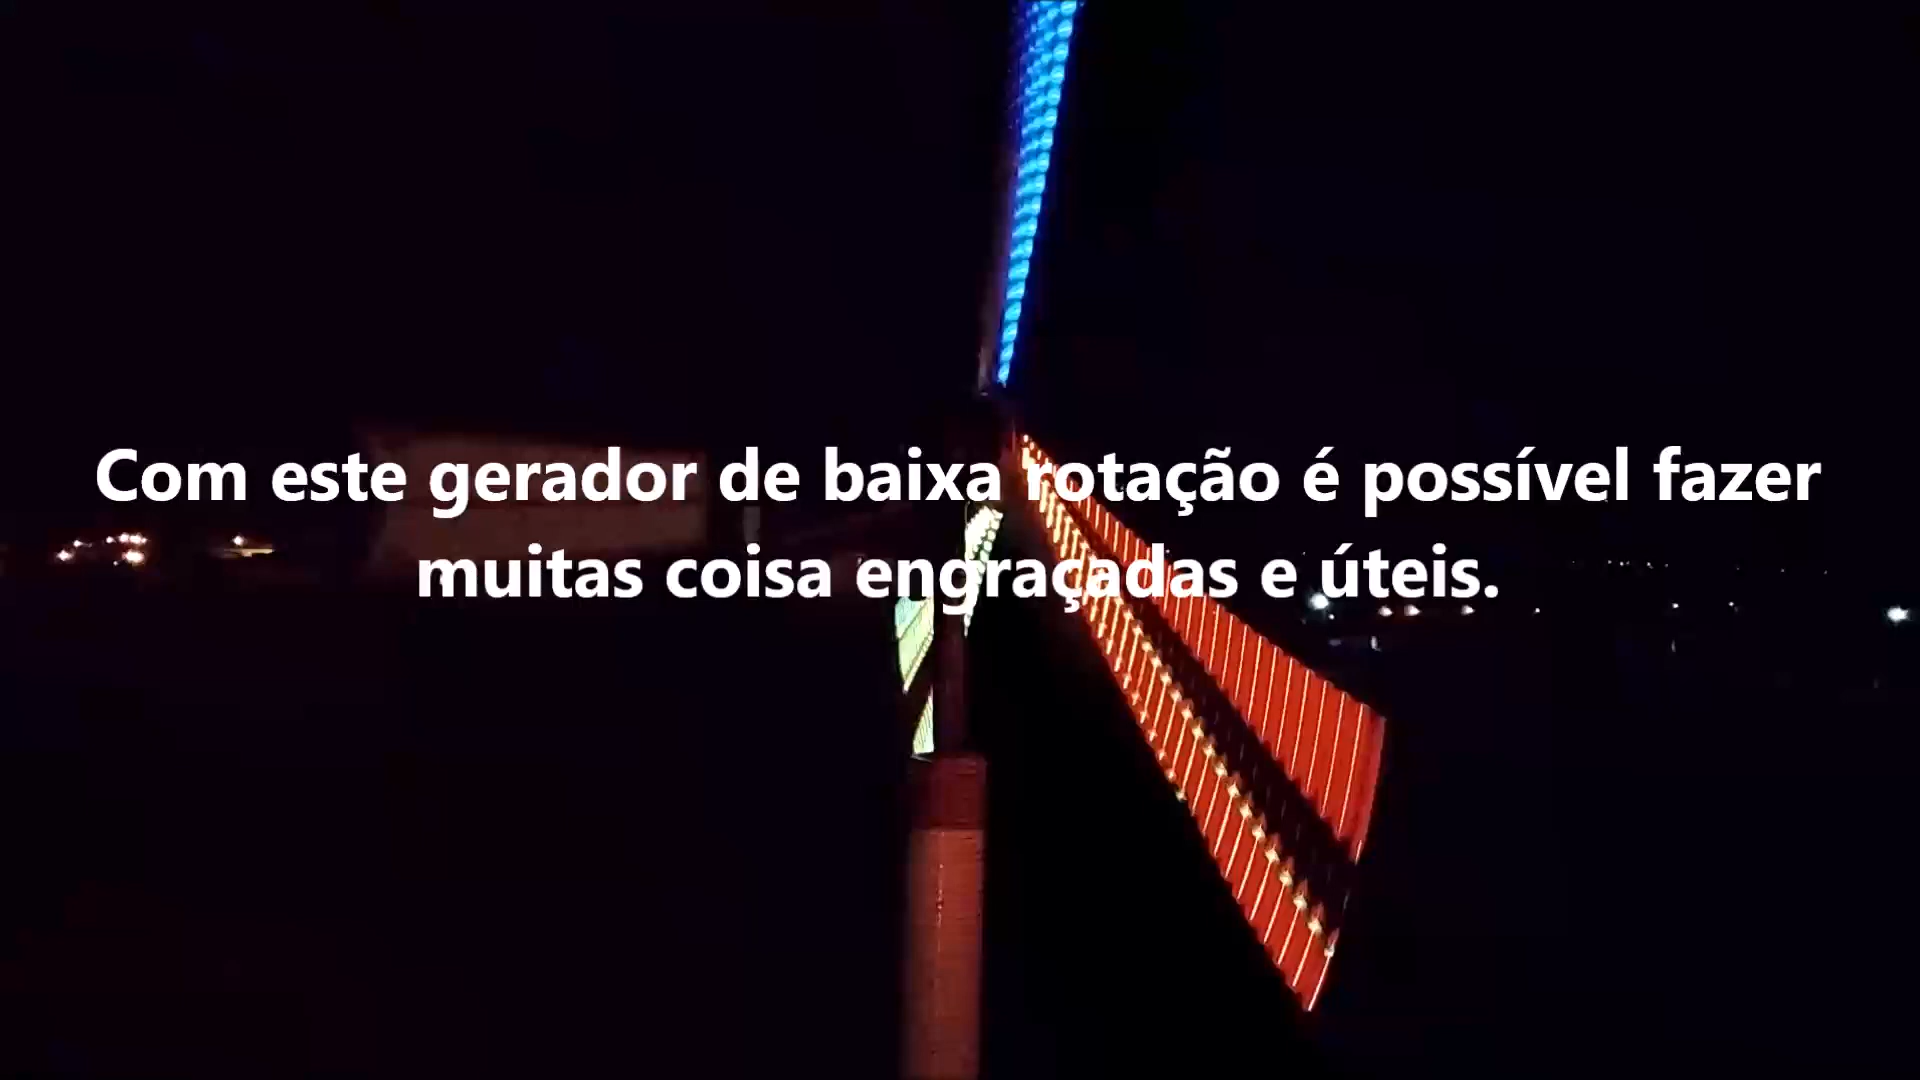 Com este gerador de baixa rotação é possível fazer
muitas coisa engraçadas e úteis.